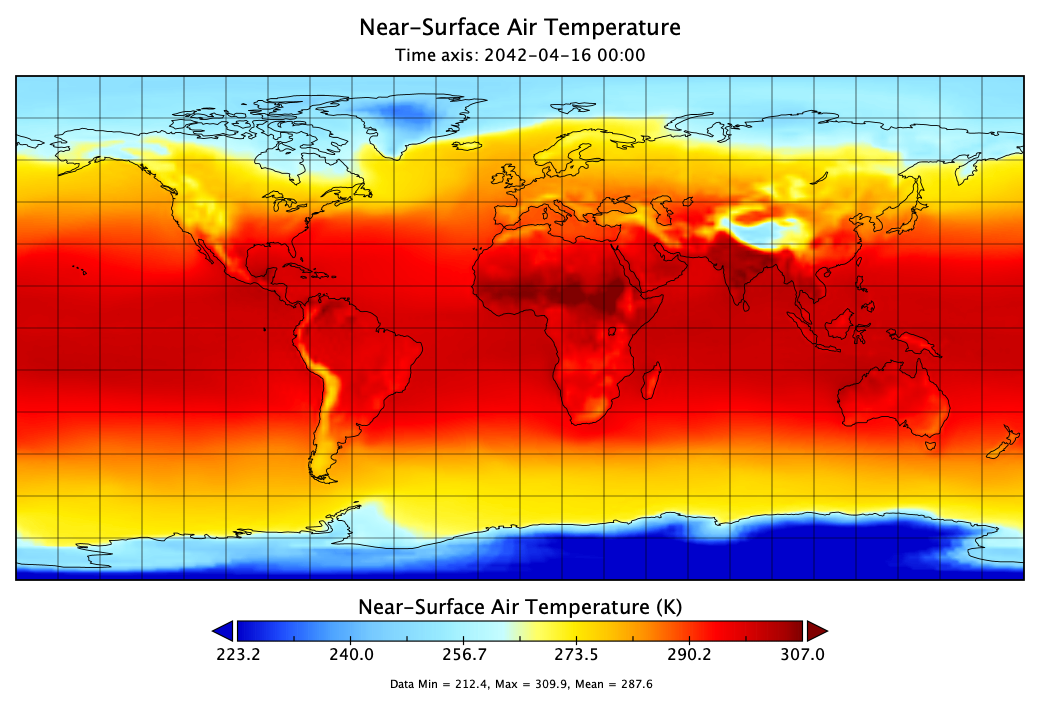 Near-Surface Air Temperature
Time axis: 2042-04-16 00:00
Near-Surface Air Temperature (K)
223.2 240.0 256.7 273.5 290.2 307.0
Data Min = 212.4, Max = 309.9, Mean = 287.6